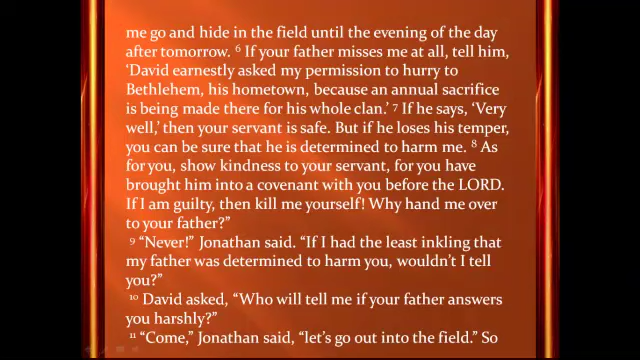 me go and hide in the field until the evening of the day
after tomorrow. ⁶ If your father misses me at all, tell him,
‘David earnestly asked my permission to hurry to
Bethlehem, his hometown, because an annual sacrifice
is being made there for his whole clan.’ ⁷ If he says, ‘Very
well,’ then your servant is safe. But if he loses his temper,
you can be sure that he is determined to harm me. ⁸ As
for you, show kindness to your servant, for you have
brought him into a covenant with you before the LORD.
If I am guilty, then kill me yourself! Why hand me over
to your father?”
⁹ “Never!” Jonathan said. “If I had the least inkling that
my father was determined to harm you, wouldn’t I tell
you?”
¹⁰ David asked, “Who will tell me if your father answers
you harshly?”
¹¹ “Come,” Jonathan said, “let’s go out into the field.” So